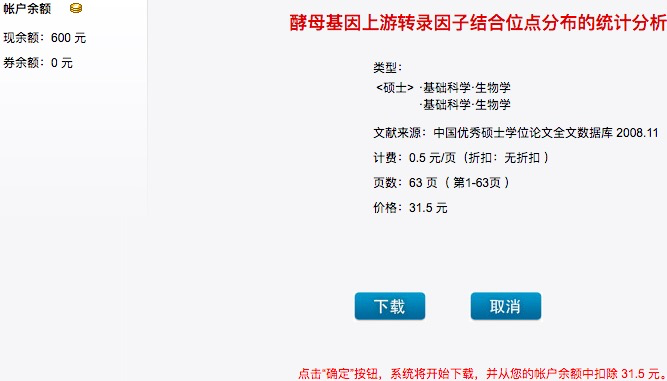 帐户余额
现余额：600 元
券余额：0 元
酵母基因上游转录因子结合位点分布的统计分析
类型：
<硕士> ·基础科学·生物学
·基础科学·生物学
文献来源：中国优秀硕士学位论文全文数据库 2008.11
计费：0.5 元/页（折扣：无折扣 ）
页数：63 页（ 第1-63页 ）
价格：31.5 元
下载
取消
点击“确定”按钮，系统将开始下载，并从您的帐户余额中扣除 31.5 元。